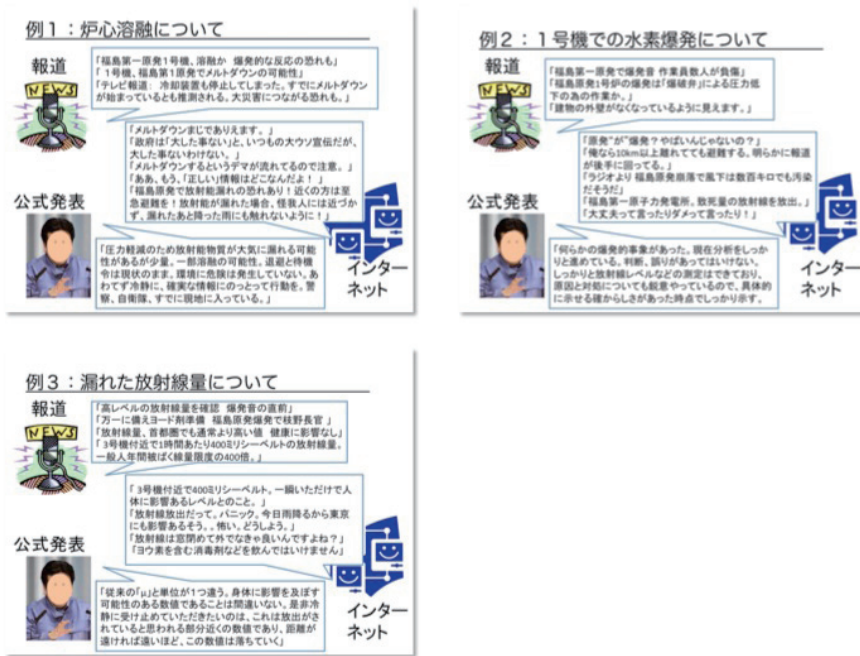 例1：炉心溶融について
報道
NEWS
「福島第一原発1号機、溶融か 爆発的な反応の恐れも」
「 1号機、福島第1原発でメルトダウンの可能性」
「テレビ報道： 冷却装置も停止してしまった。すでにメルトダウン
が始まっているとも推測される。大災害につながる恐れも。」
「メルトダウンまじでありえます。」
「政府は「大した事ない」と、いつもの大ウソ宣伝だが、
大した事ないわけない。」
「メルトダウンするというデマが流れてるので注意。」
「ああ、もう、「正しい」情報はどこなんだよ！」
「福島原発で放射能漏れの恐れあり！近くの方は至
急避難を！放射能が漏れた場合、怪我人には近づか
ず、漏れたあと降った雨にも触れないように！」
公式発表
「圧力軽減のため放射能物質が大気に漏れる可能
性があるが少量。一部溶融の可能性。退避と待機
令は現状のまま。環境に危険は発生していない。あ
わてず冷静に、確実な情報にのっとって行動を。警
察、自衛隊、すでに現地に入っている。」
インター
ネット
例2：1号機での水素爆発について
報道
NEWS
「福島第一原発で爆発音 作業員数人が負傷」
「福島原発1号炉の爆発は「爆破弁」による圧力低
下の為の作業か。」
「建物の外壁がなくなっているように見えます。」
「原発”が”爆発？やばいんじゃないの？」
「俺なら10km以上離れてても避難する。明らかに報道
が後手に回ってる。」
「ラジオより 福島原発崩落で風下は数百キロでも汚染
だそうだ」
「福島第一原子力発電所。致死量の放射線を放出。」
「大丈夫って言ったりダメって言ったり！」
公式発表
「何らかの爆発的事象があった。現在分析をしっか
りと進めている。判断、誤りがあってはいけない。
しっかりと放射線レベルなどの測定はできており、
原因と対処についても鋭意やっているので、具体的
に示せる確からしさがあった時点でしっかり示す。
インター
ネット
例3：漏れた放射線量について
報道
NEWS
「高レベルの放射線量を確認 爆発音の直前」
「万一に備えヨード剤準備 福島原発爆発で枝野長官 」
「放射線量、首都圏でも通常より高い値 健康に影響なし」
「 3号機付近で1時間あたり400ミリシーベルトの放射線量。
一般人年間被ばく線量限度の400倍。」
「 3号機付近で400ミリシーベルト。一瞬いただけで人
体に影響あるレベルとのこと。」
「放射線放出だって。パニック。今日雨降るから東京
にも影響あるそう。。怖い。どうしよう。」
「放射線は窓閉めて外でなきゃ良いんですよね？」
「ヨウ素を含む消毒剤などを飲んではいけません」
公式発表
「従来の「μ」と単位が1つ違う。身体に影響を及ぼす
可能性のある数値であることは間違いない。是非冷
静に受け止めていただきたいのは、これは放出がさ
れていると思われる部分近くの数値であり、距離が
遠ければ遠いほど、この数値は落ちていく」
インター
ネット